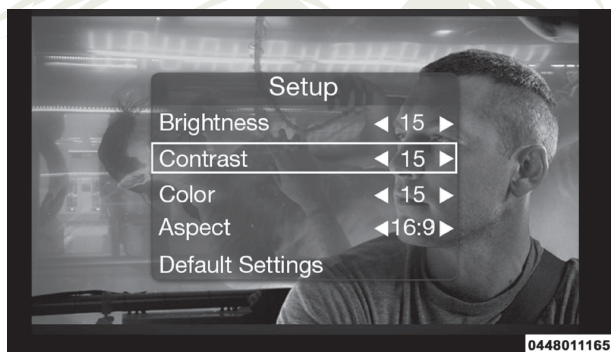 Setup
Brightness ◀ 15 ▶
Contrast ◀ 15 ▶
Color ◀ 15 ▶
Aspect ◀16:9▶
Default Settings
0448011165